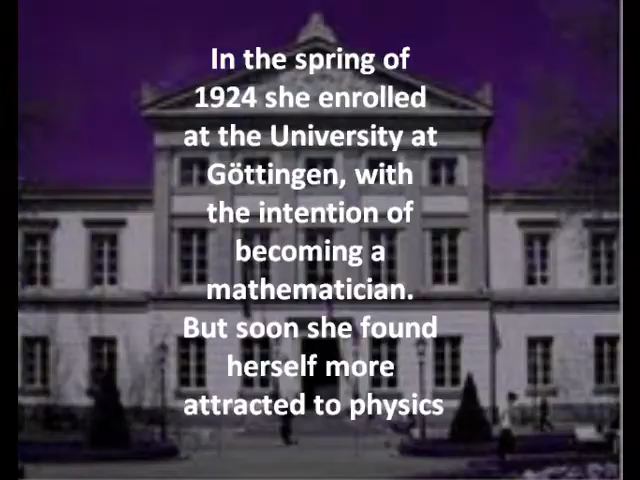 In the spring of
1924 she enrolled
at the University at
Göttingen, with
the intention of
becoming a
mathematician.
But soon she found
herself more
attracted to physics